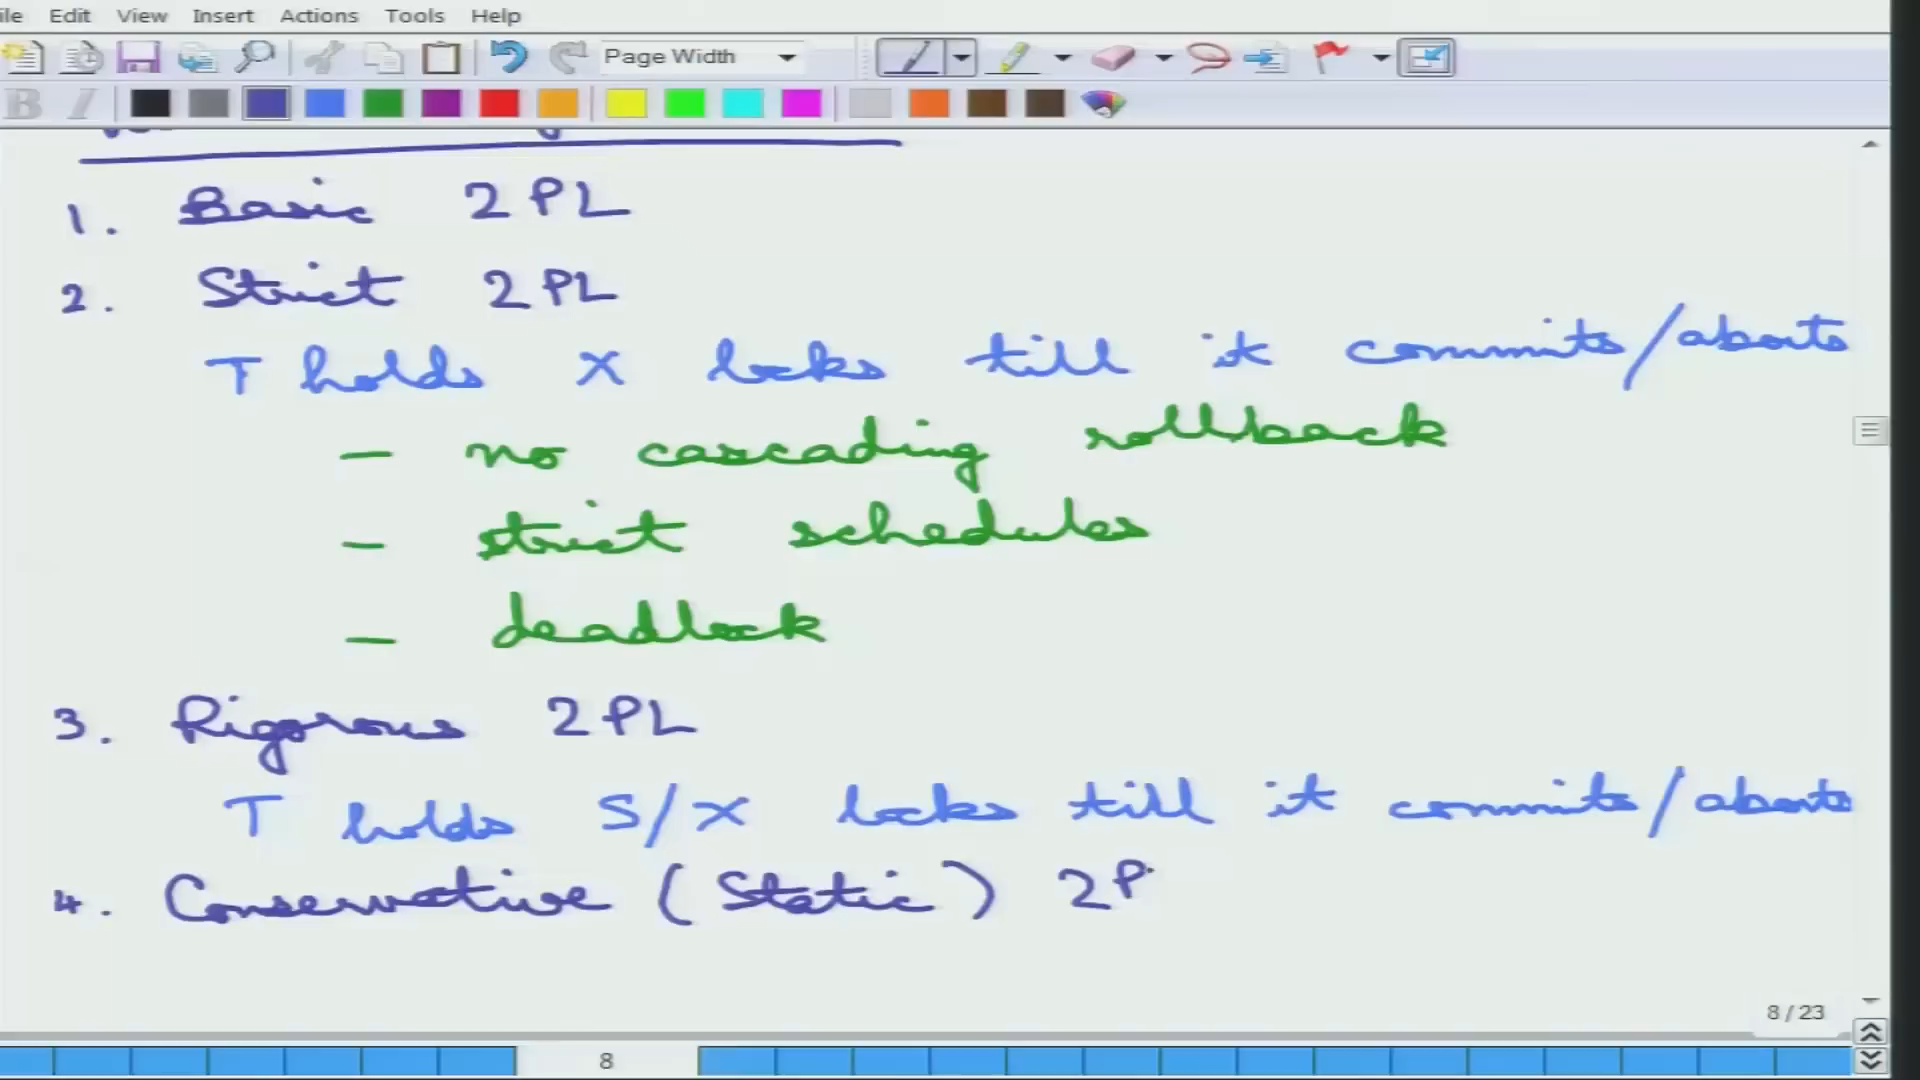 File Edit View Insert Actions Tools Help
Page Width
B I
1. Basic 2PL
2. Strict 2PL
T holds X locks till it commits/aborts
- no cascading rollback
- strict schedules
- deadlock
3. Rigorous 2PL
T holds S/X locks till it commits/aborts
4. Conservative (Static) 2P
8 / 23
8